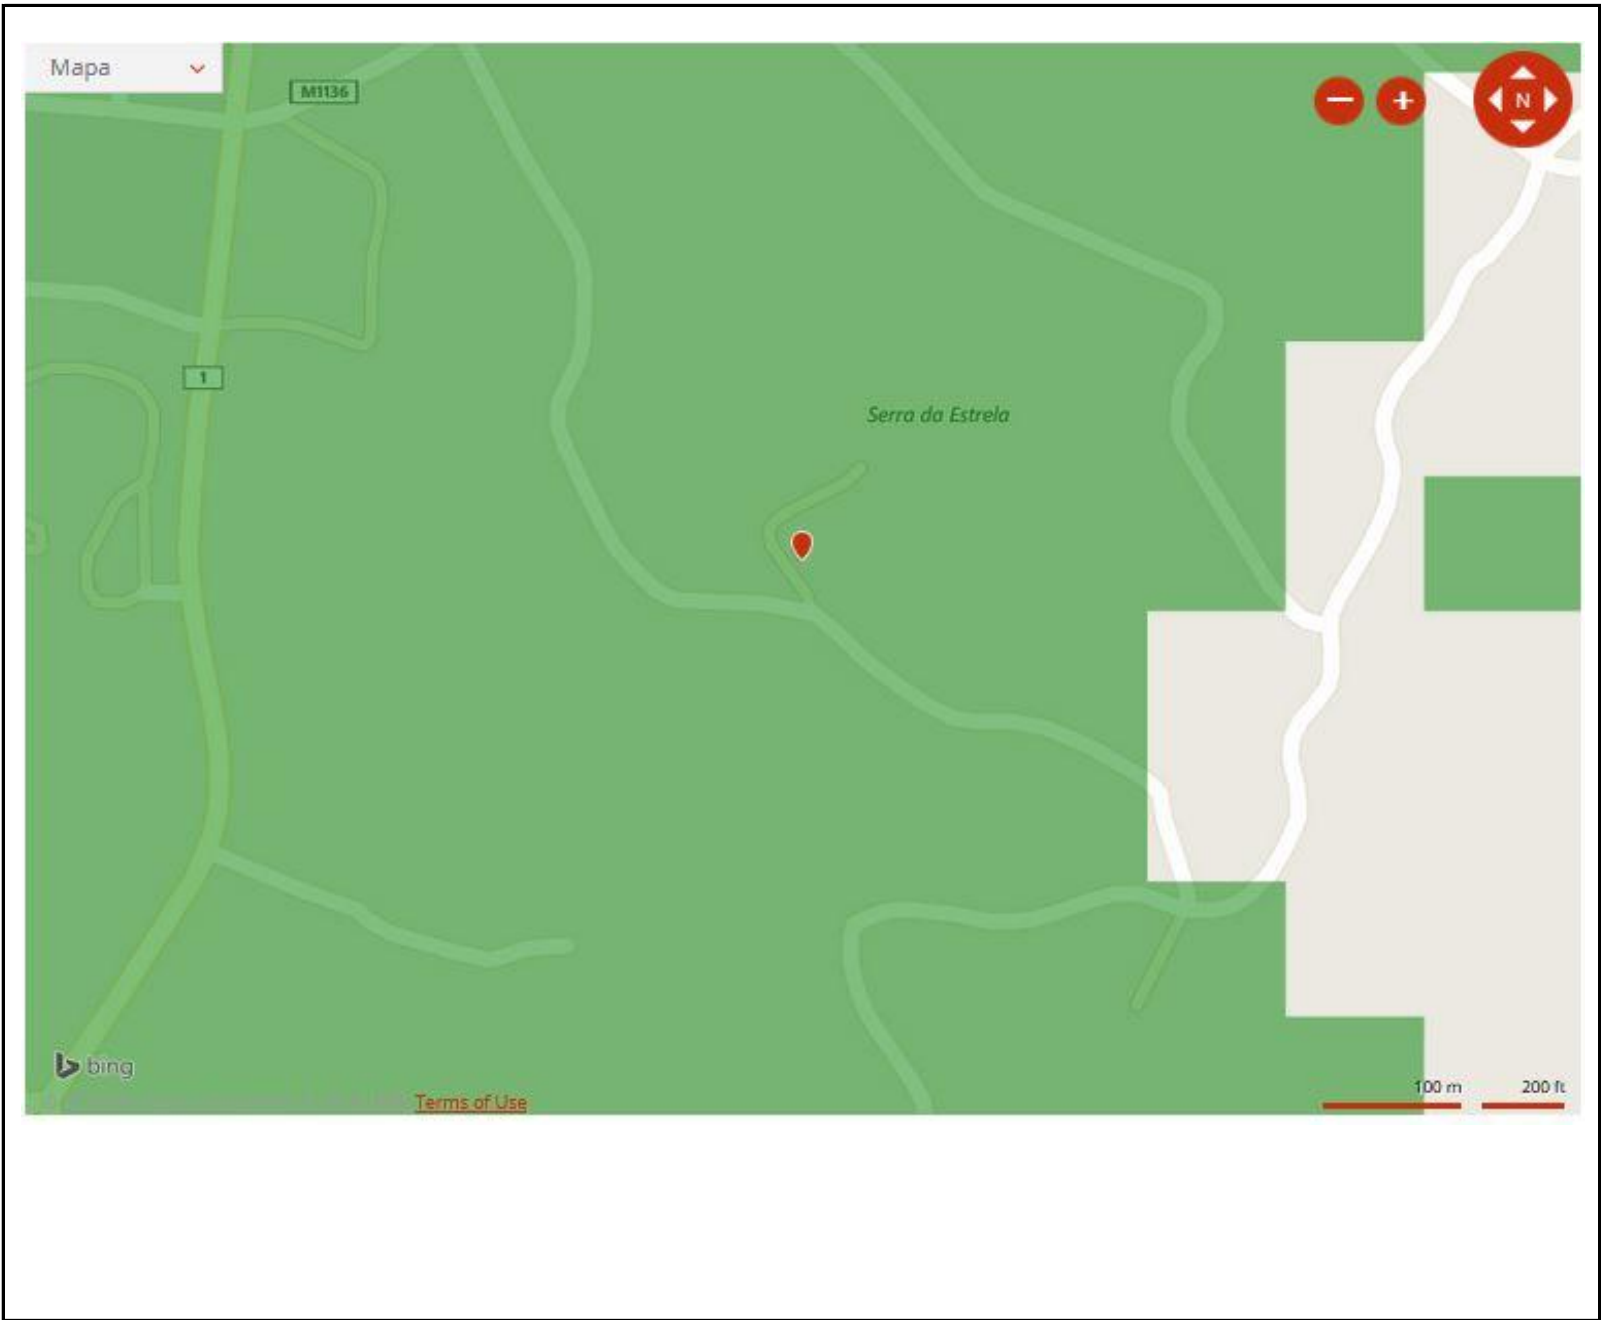 Mapa
M1136
N
1
Serra da Estrela
bing
Terms of Use
100 m
200 ft